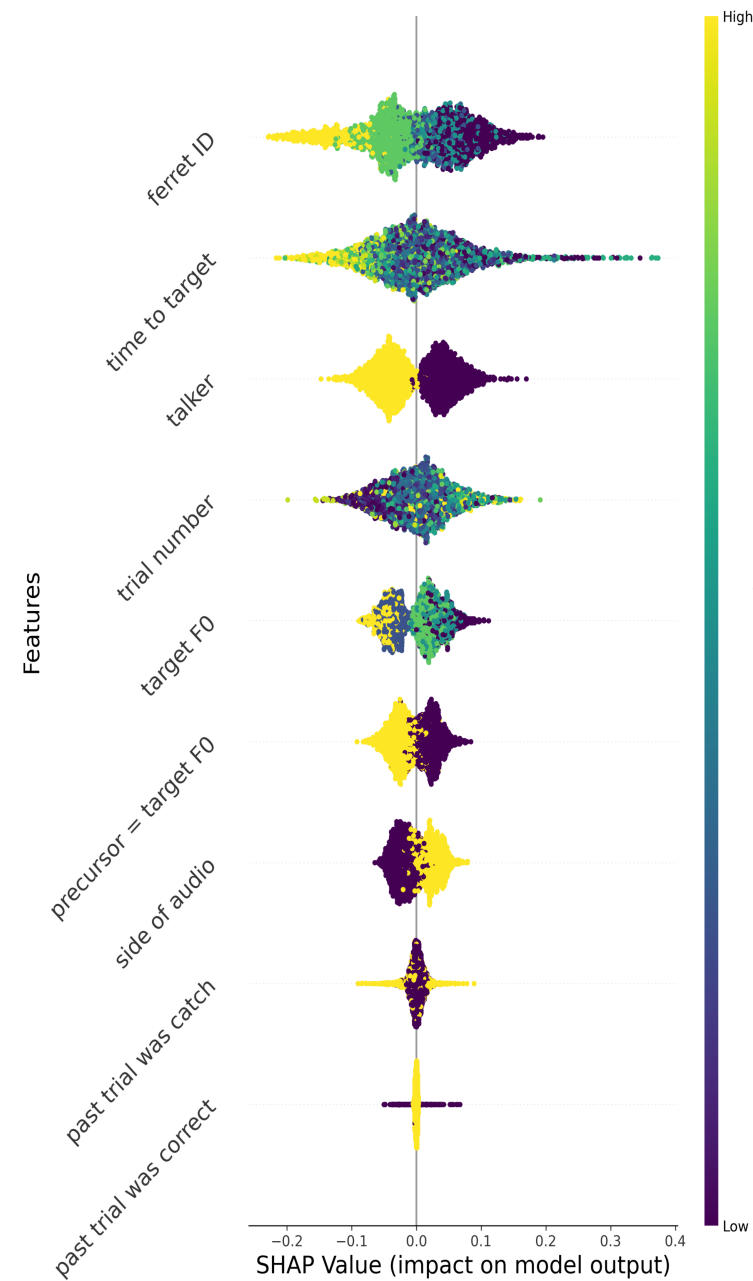 High
ferret ID
time to target
talker
trial number
target F0
precursor = target F0
side of audio
past trial was catch
past trial was correct
Features
Low
−0.2 −0.1 0.0 0.1 0.2 0.3 0.4
SHAP Value (impact on model output)